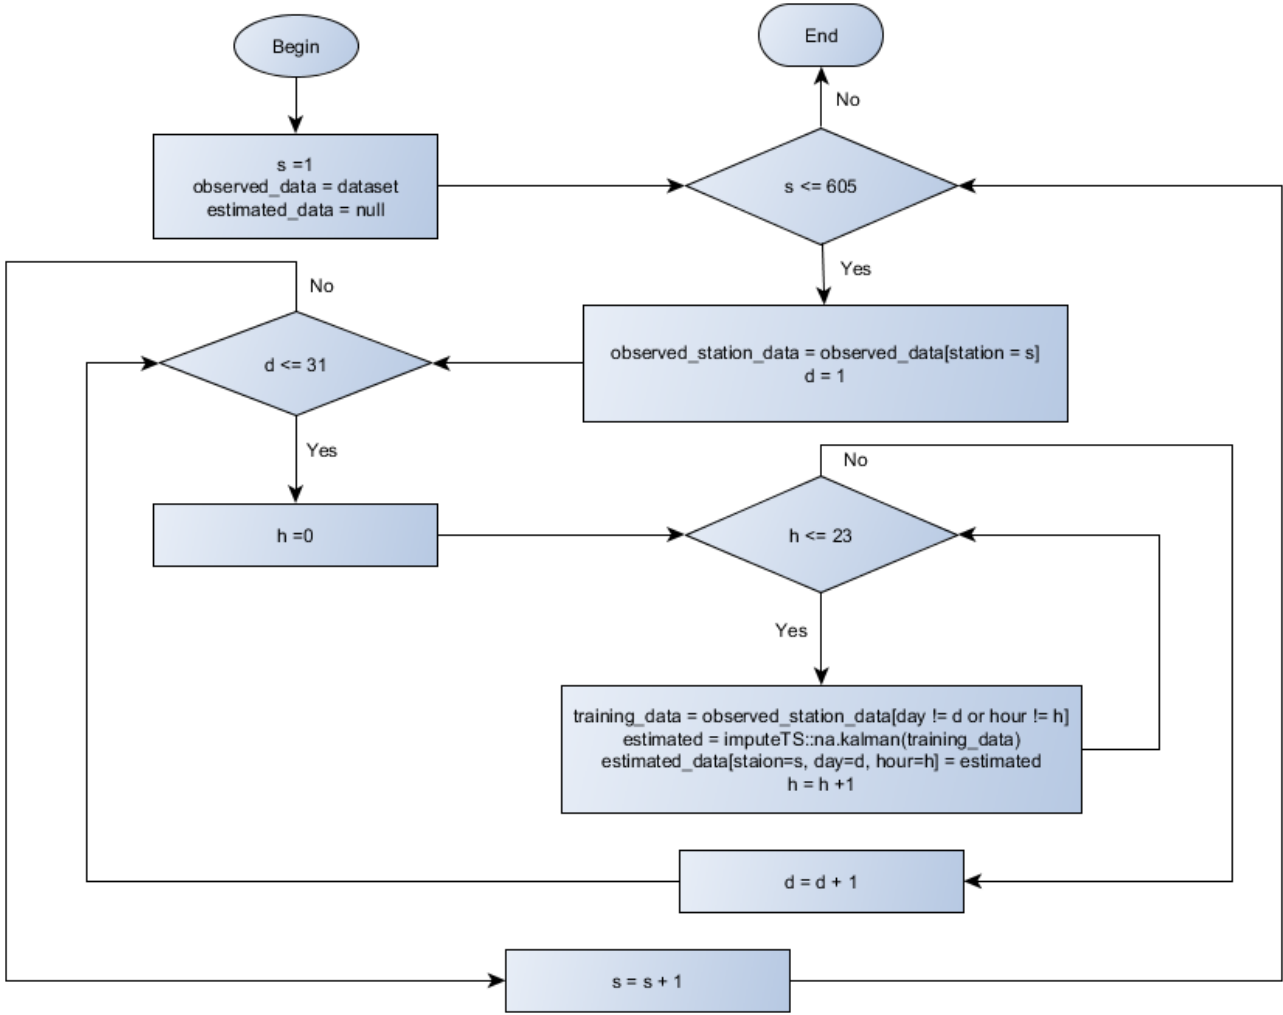 Begin
End
No
s =1
observed_data = dataset
estimated_data = null
s <= 605
Yes
No
observed_station_data = observed_data[station = s]
d = 1
d <= 31
Yes
No
h =0
h <= 23
Yes
training_data = observed_station_data[day != d or hour != h]
estimated = imputeTS::na.kalman(training_data)
estimated_data[staion=s, day=d, hour=h] = estimated
h = h +1
d = d + 1
s = s + 1